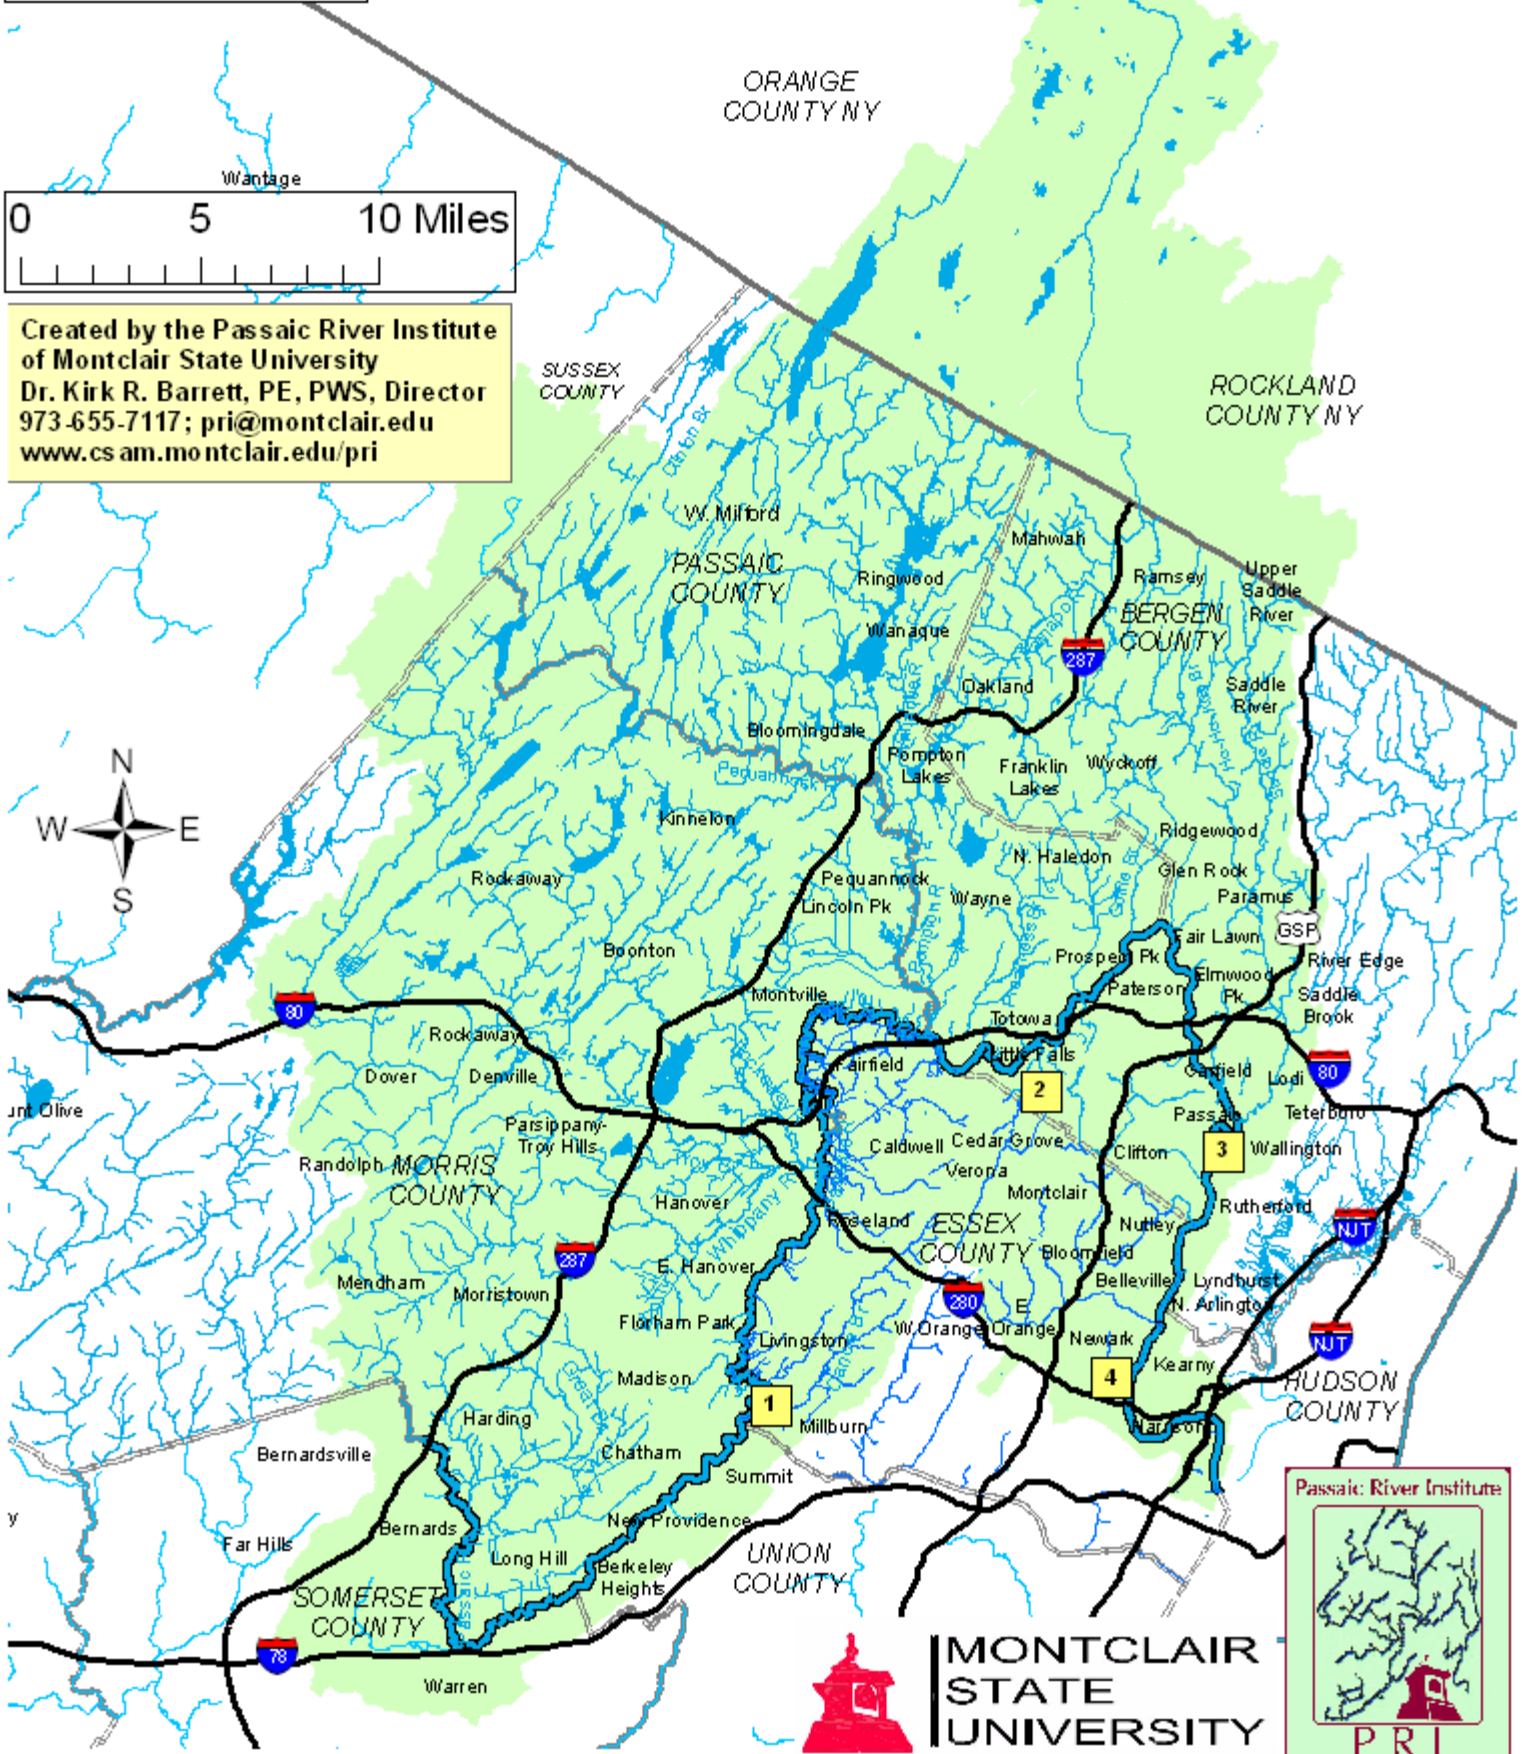 ORANGE
COUNTY NY
Wantage
0 5 10 Miles
Created by the Passaic River Institute
of Montclair State University
Dr. Kirk R. Barrett, PE, PWS, Director
973-655-7117; pri@montclair.edu
www.csam.montclair.edu/pri
SUSSEX
COUNTY
ROCKLAND
COUNTY NY
Clinton Br
W. Milford
PASSAIC
COUNTY
Ringwood
Mahwah
Ramsey
Upper
Saddle
River
BERGEN
COUNTY
Wanaque
287
Oakland
Saddle
River
Bloomingdale
Pompton
Lakes
Franklin
Lakes
Wyckoff
N
W E
S
Kinnelon
Ridgewood
N. Haledon
Glen Rock
Rockaway
Pequannock
Lincoln Pk
Wayne
Paramus
GSP
Pompton R
Boonton
Prospect Pk
Fair Lawn
River Edge
Elmwood
Pk
Paterson
Montville
Saddle
Brook
80
Totowa
Rockaway
Fairfield
Little Falls
Garfield
Lodi
80
Dover
Denville
2
unt Olive
Passaic
Teterboro
Parsippany-
Troy Hills
Caldwell
Cedar Grove
Clifton
3
Wallington
Randolph
MORRIS
COUNTY
Verona
Montclair
Hanover
Whippany R
Rutherford
Roseland
ESSEX
COUNTY
Nutley
NJT
Bloomfield
287
E. Hanover
Belleville
Lyndhurst
Mendham
Morristown
280
N. Arlington
Florham Park
Livingston
W.Orange
E.
Orange
Newark
NJT
Madison
4
Kearny
HUDSON
COUNTY
1
Harding
Millburn
Harrison
Bernardsville
Chatham
Summit
Passaic River Institute
y
Far Hills
Bernards
New Providence
Long Hill
Berkeley
Heights
UNION
COUNTY
SOMERSET
COUNTY
Passaic R
78
Warren
MONTCLAIR
STATE
UNIVERSITY
P R I